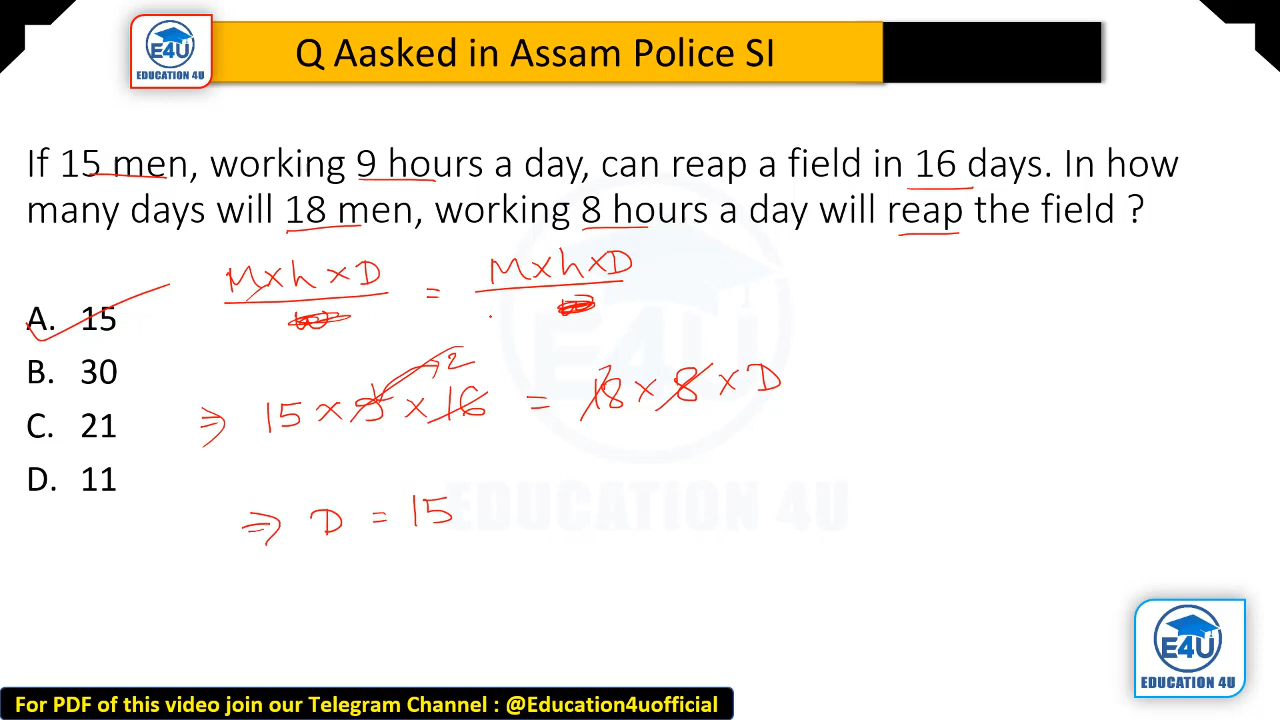 E4U
EDUCATION 4U
Q Aasked in Assam Police SI
If 15 men, working 9 hours a day, can reap a field in 16 days. In how
many days will 18 men, working 8 hours a day will reap the field ?
M×h×D = M×h×D
A. 15
B. 30
2
⇒ 15 × 9 × 16 = 18 × 8 × D
C. 21
D. 11
⇒ D = 15
EDUCATION 4U
E4U
EDUCATION 4U
For PDF of this video join our Telegram Channel : @Education4uofficial